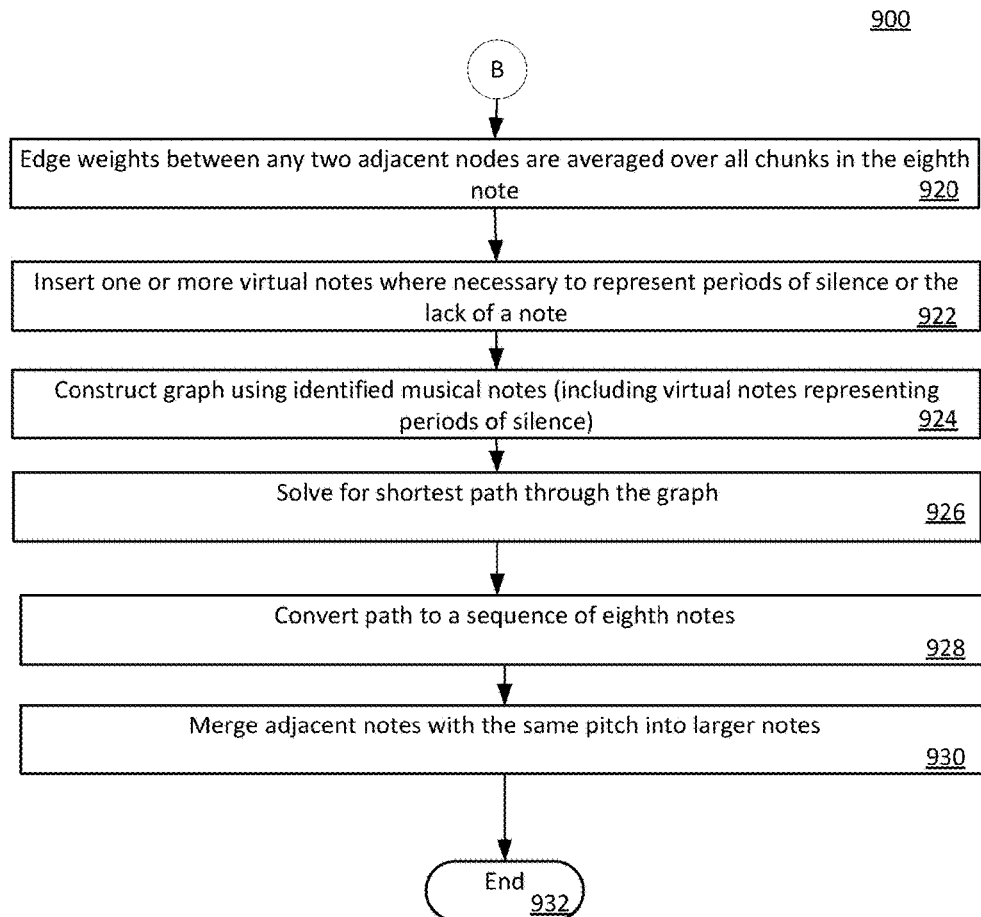 900
B
Edge weights between any two adjacent nodes are averaged over all chunks in the eighth
note
920
Insert one or more virtual notes where necessary to represent periods of silence or the
lack of a note
922
Construct graph using identified musical notes (including virtual notes representing
periods of silence)
924
Solve for shortest path through the graph
926
Convert path to a sequence of eighth notes
928
Merge adjacent notes with the same pitch into larger notes
930
End
932